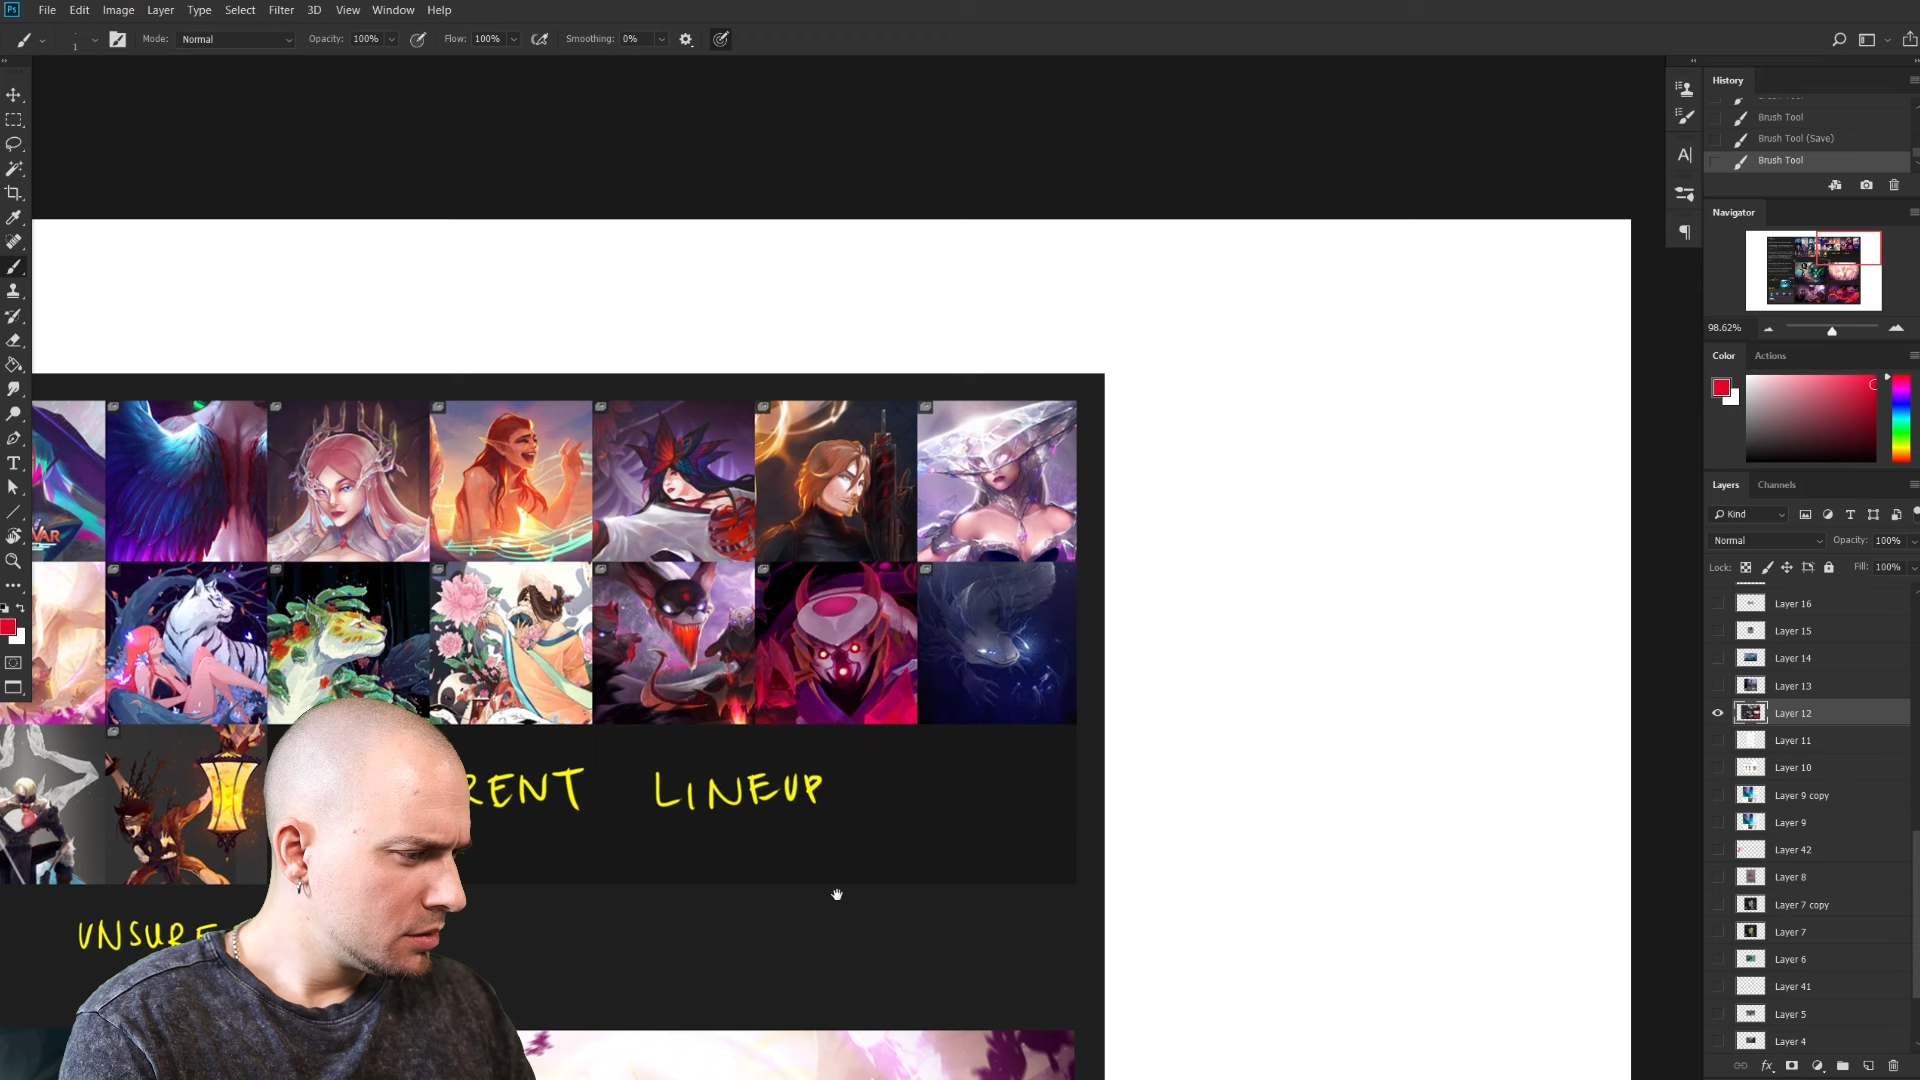 Ps File Edit Image Layer Type Select Filter 3D View Window Help
1 Mode: Normal Opacity: 100% Flow: 100% Smoothing: 0%
History
Brush Tool
Brush Tool (Save)
Brush Tool
Navigator
98.62%
Color Actions
Layers Channels
Kind
Normal Opacity: 100%
Lock: Fill: 100%
Layer 16
Layer 15
Layer 14
Layer 13
Layer 12
Layer 11
Layer 10
Layer 9 copy
Layer 9
Layer 42
Layer 8
Layer 7 copy
Layer 7
Layer 6
Layer 41
Layer 5
Layer 4
fx
WAR
RENT LINEUP
UNSURE